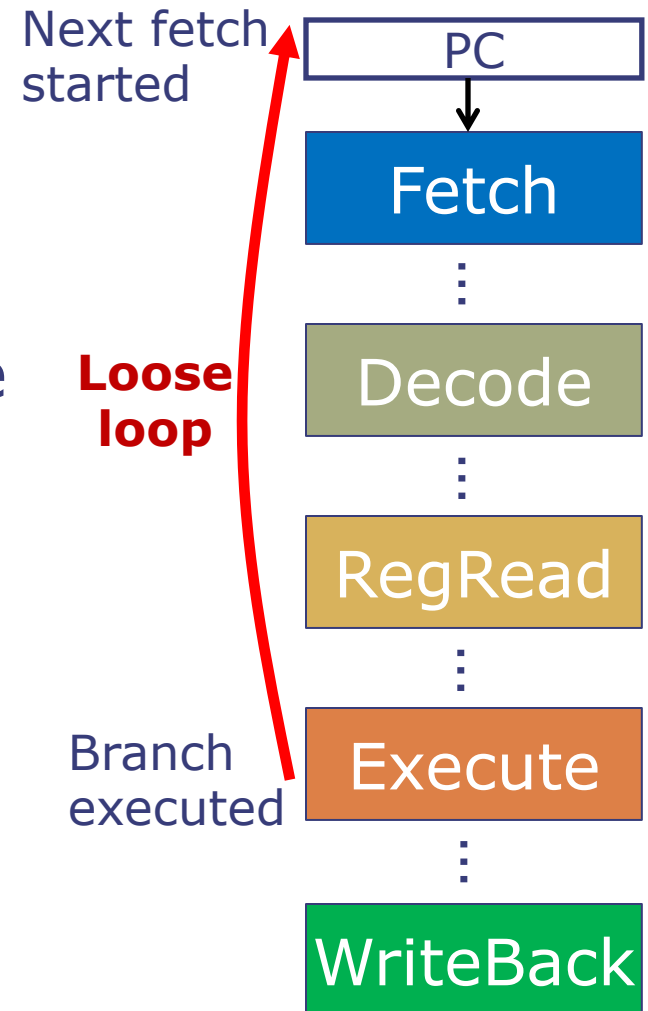 Next fetch
started
PC
Fetch
Decode
e
Loose
loop
RegRead
Branch
executed
Execute
WriteBack